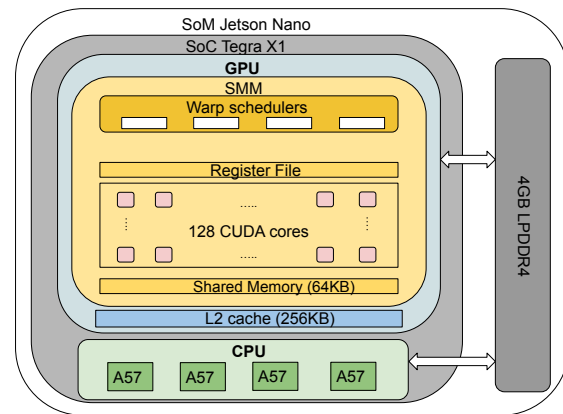 SoM Jetson Nano
SoC Tegra X1
GPU
SMM
Warp schedulers
Register File
.....
128 CUDA cores
.....
Shared Memory (64KB)
L2 cache (256KB)
CPU
A57 A57 A57 A57
4GB LPDDR4